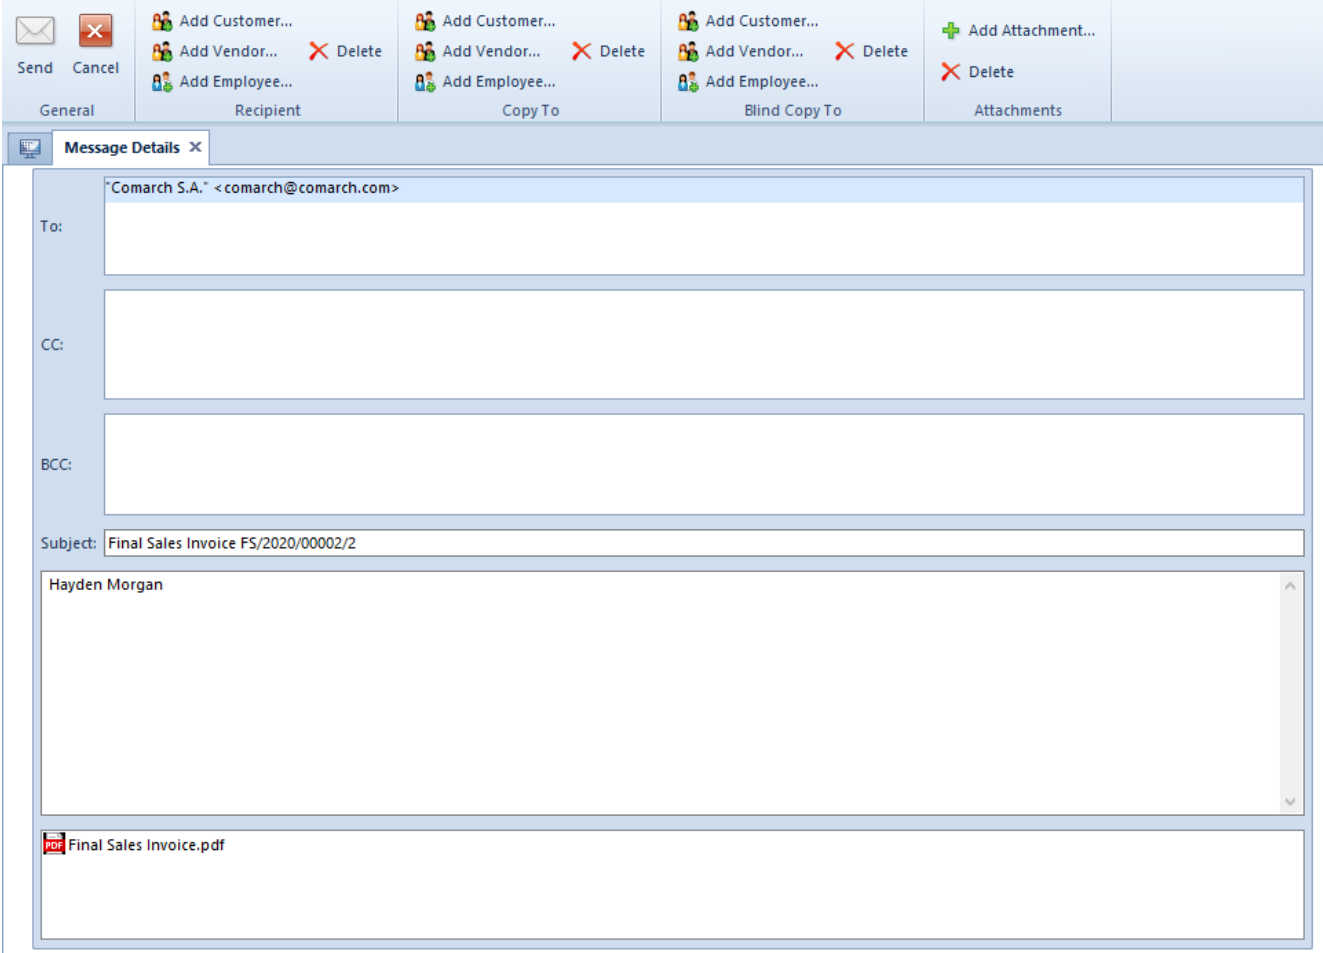 Send
Cancel
General
Add Customer...
Add Vendor...
Delete
Add Employee...
Recipient
Add Customer...
Add Vendor...
Delete
Add Employee...
Copy To
Add Customer...
Add Vendor...
Delete
Add Employee...
Blind Copy To
Add Attachment...
Delete
Attachments
Message Details
To:
"Comarch S.A." <comarch@comarch.com>
CC:
BCC:
Subject:
Final Sales Invoice FS/2020/00002/2
Hayden Morgan
PDF
Final Sales Invoice.pdf